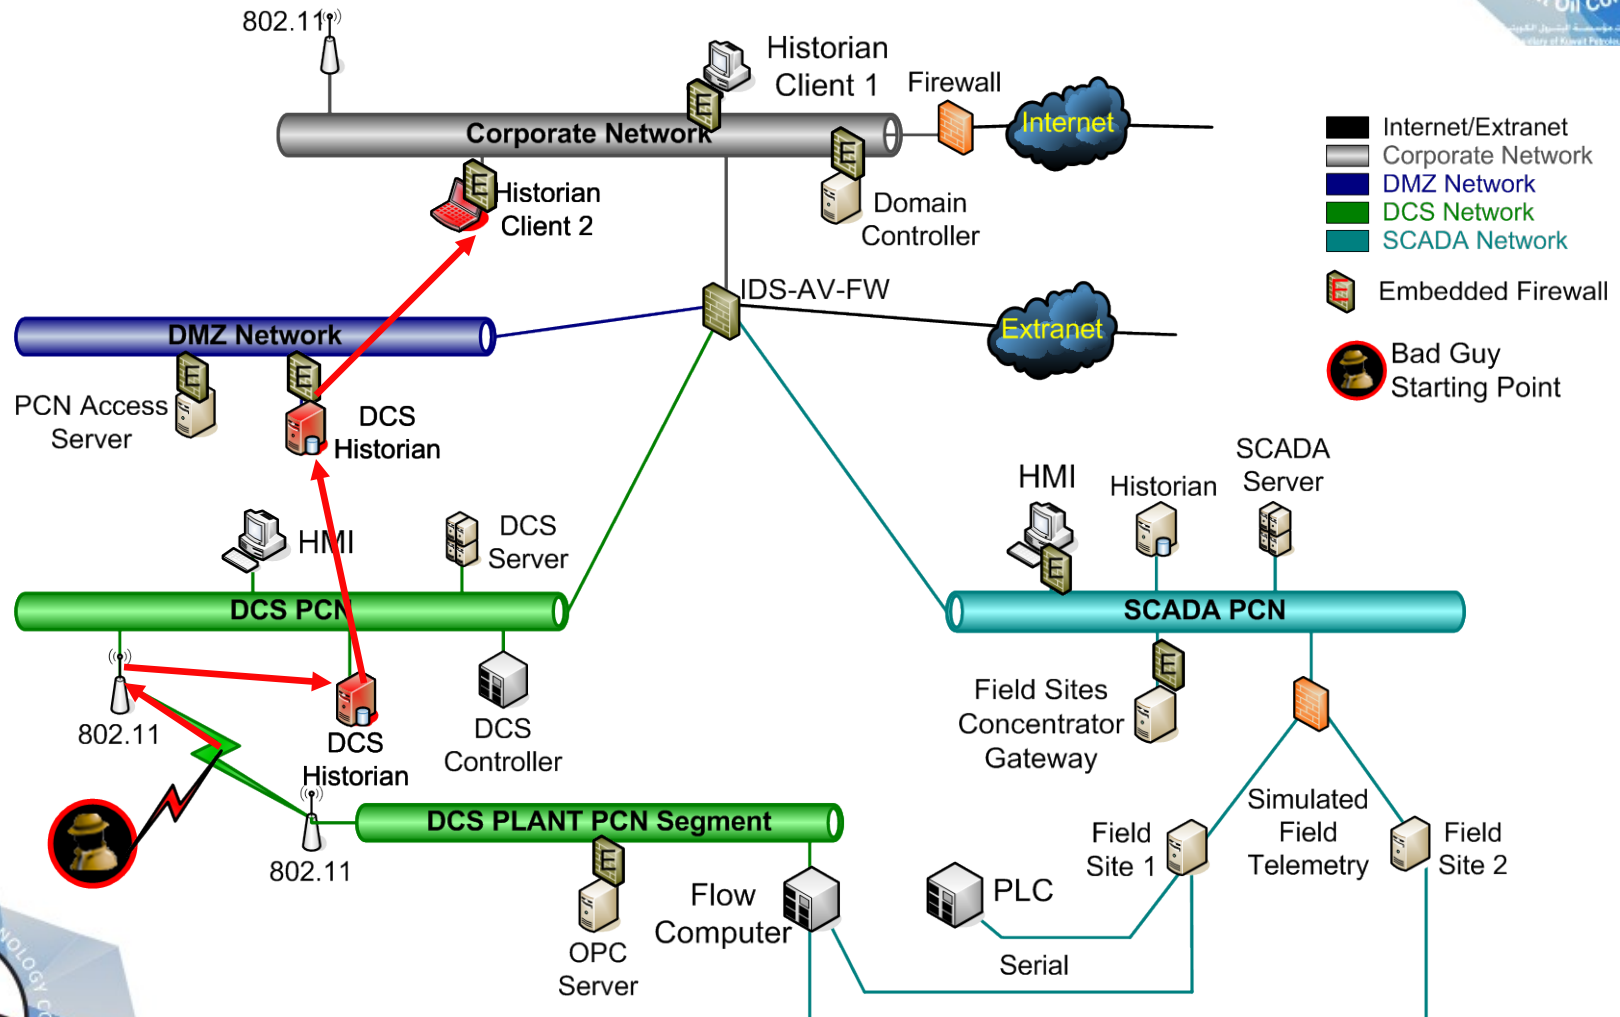 Oil Co
802.11
Historian
Client 1
Firewall
Internet
Corporate Network
E
E
E
Historian
Client 2
Domain
Controller
Internet/Extranet
Corporate Network
DMZ Network
DCS Network
SCADA Network
E
Embedded Firewall
Bad Guy
Starting Point
IDS-AV-FW
Extranet
DMZ Network
E
E
PCN Access
Server
DCS
Historian
HMI
DCS
Server
DCS PCN
802.11
DCS
Historian
DCS
Controller
HMI
Historian
SCADA
Server
E
SCADA PCN
E
Field Sites
Concentrator
Gateway
802.11
DCS PLANT PCN Segment
E
OPC
Server
Flow
Computer
PLC
Serial
Field
Site 1
Simulated
Field
Telemetry
Field
Site 2
NOLOGY CO